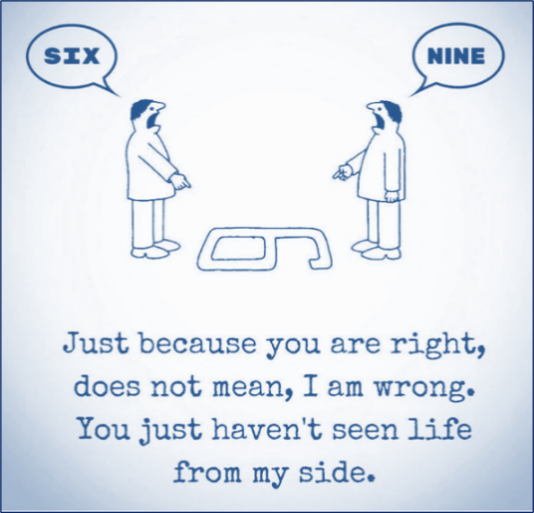 SIX
NINE
Just because you are right,
does not mean, I am wrong.
You just haven't seen life
from my side.